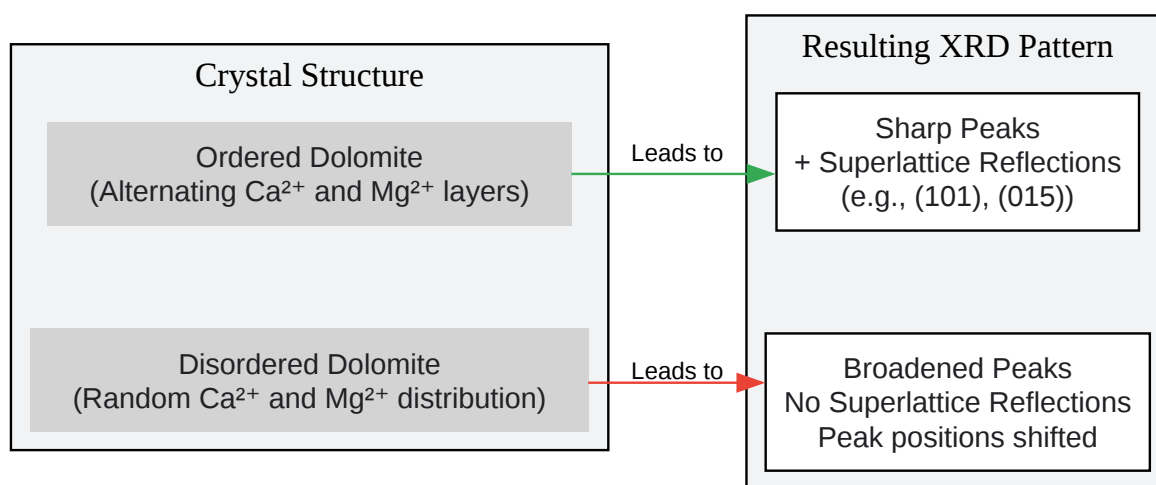 Crystal Structure
Ordered Dolomite
(Alternating Ca²⁺ and Mg²⁺ layers)
Disordered Dolomite
(Random Ca²⁺ and Mg²⁺ distribution)
Leads to
Leads to
Resulting XRD Pattern
Sharp Peaks
+ Superlattice Reflections
(e.g., (101), (015))
Broadened Peaks
No Superlattice Reflections
Peak positions shifted